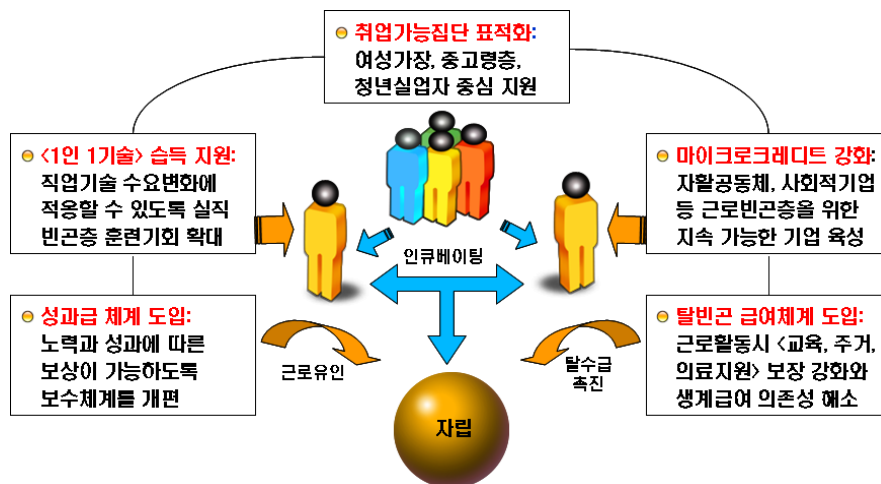 취업가능집단 표적화:
여성가장, 중고령층,
청년실업자 중심 지원
<1인 1기술> 습득 지원:
직업기술 수요변화에
적응할 수 있도록 실직
빈곤층 훈련기회 확대
마이크로크레디트 강화:
자활공동체, 사회적기업
등 근로빈곤층을 위한
지속 가능한 기업 육성
인큐베이팅
성과급 체계 도입:
노력과 성과에 따른
보상이 가능하도록
보수체계를 개편
근로유인
탈수급
촉진
탈빈곤 급여체계 도입:
근로활동시 <교육, 주거,
의료지원> 보장 강화와
생계급여 의존성 해소
자립